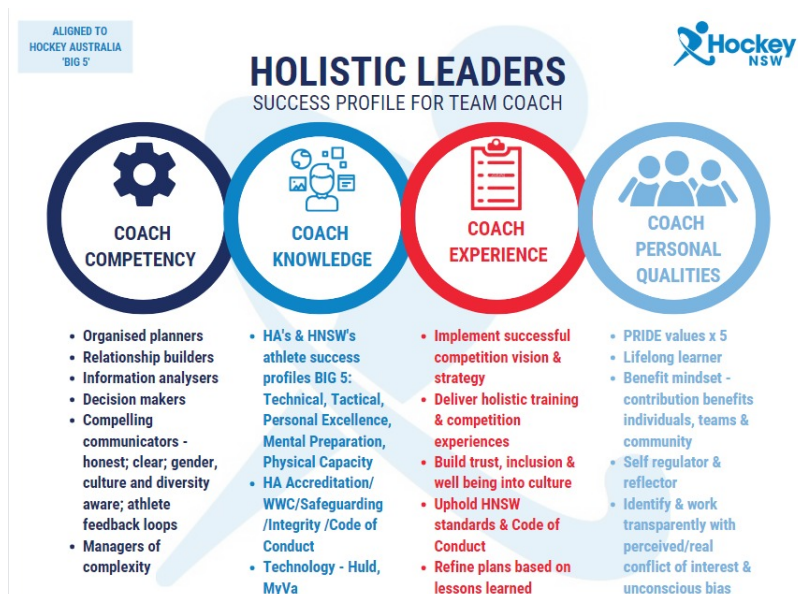 ALIGNED TO
HOCKEY AUSTRALIA
'BIG 5'
Hockey
NSW
HOLISTIC LEADERS
SUCCESS PROFILE FOR TEAM COACH
COACH
COMPETENCY
COACH
KNOWLEDGE
COACH
EXPERIENCE
COACH
PERSONAL
QUALITIES
• Organised planners
• Relationship builders
• Information analysers
• Decision makers
• Compelling
communicators -
honest; clear; gender,
culture and diversity
aware; athlete
feedback loops
• Managers of
complexity
• HA's & HNSW's
athlete success
profiles BIG 5:
Technical, Tactical,
Personal Excellence,
Mental Preparation,
Physical Capacity
• HA Accreditation/
WWC/Safeguarding
/Integrity /Code of
Conduct
• Technology - Huld,
MyVa
• Implement successful
competition vision &
strategy
• Deliver holistic training
& competition
experiences
• Build trust, inclusion &
well being into culture
• Uphold HNSW
standards & Code of
Conduct
• Refine plans based on
lessons learned
• PRIDE values x 5
• Lifelong learner
• Benefit mindset -
contribution benefits
individuals, teams &
community
• Self regulator &
reflector
• Identify & work
transparently with
perceived/real
conflict of interest &
unconscious bias